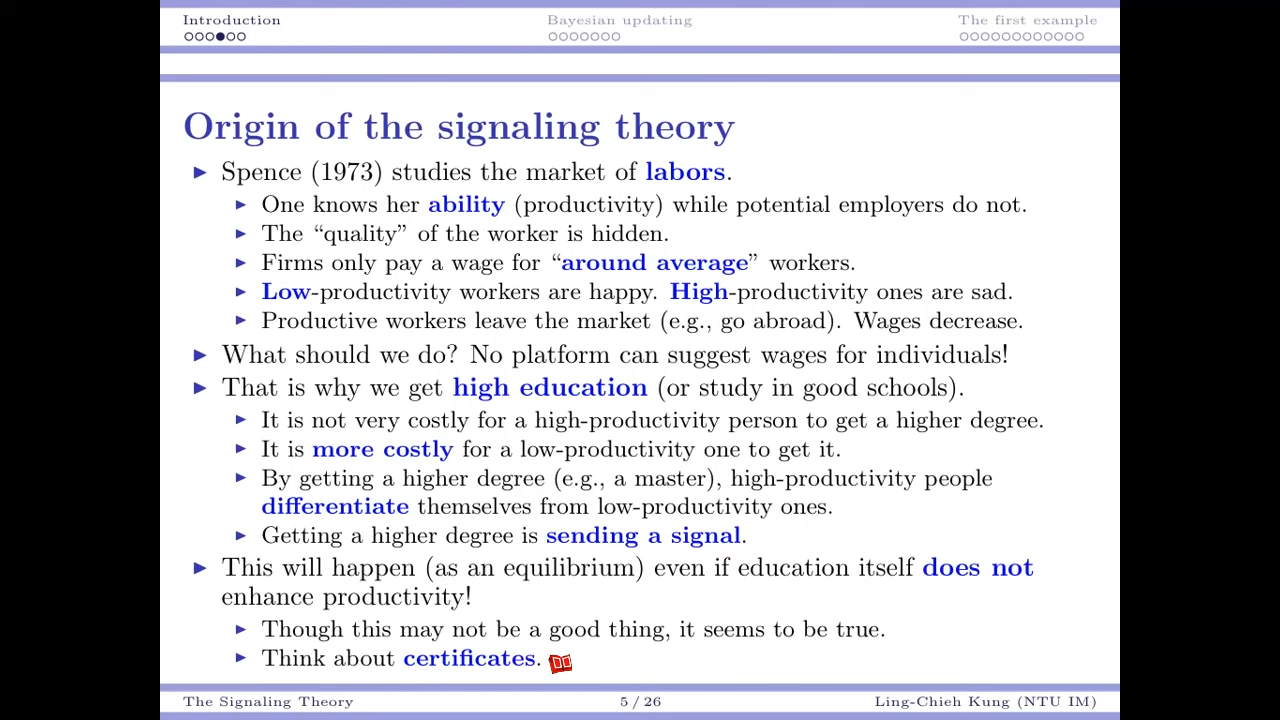 Introduction
Bayesian updating
The first example
Origin of the signaling theory
Spence (1973) studies the market of labors.
One knows her ability (productivity) while potential employers do not.
The “quality” of the worker is hidden.
Firms only pay a wage for “around average” workers.
Low-productivity workers are happy. High-productivity ones are sad.
Productive workers leave the market (e.g., go abroad). Wages decrease.
What should we do? No platform can suggest wages for individuals!
That is why we get high education (or study in good schools).
It is not very costly for a high-productivity person to get a higher degree.
It is more costly for a low-productivity one to get it.
By getting a higher degree (e.g., a master), high-productivity people
differentiate themselves from low-productivity ones.
Getting a higher degree is sending a signal.
This will happen (as an equilibrium) even if education itself does not
enhance productivity!
Though this may not be a good thing, it seems to be true.
Think about certificates.
The Signaling Theory
5 / 26
Ling-Chieh Kung (NTU IM)